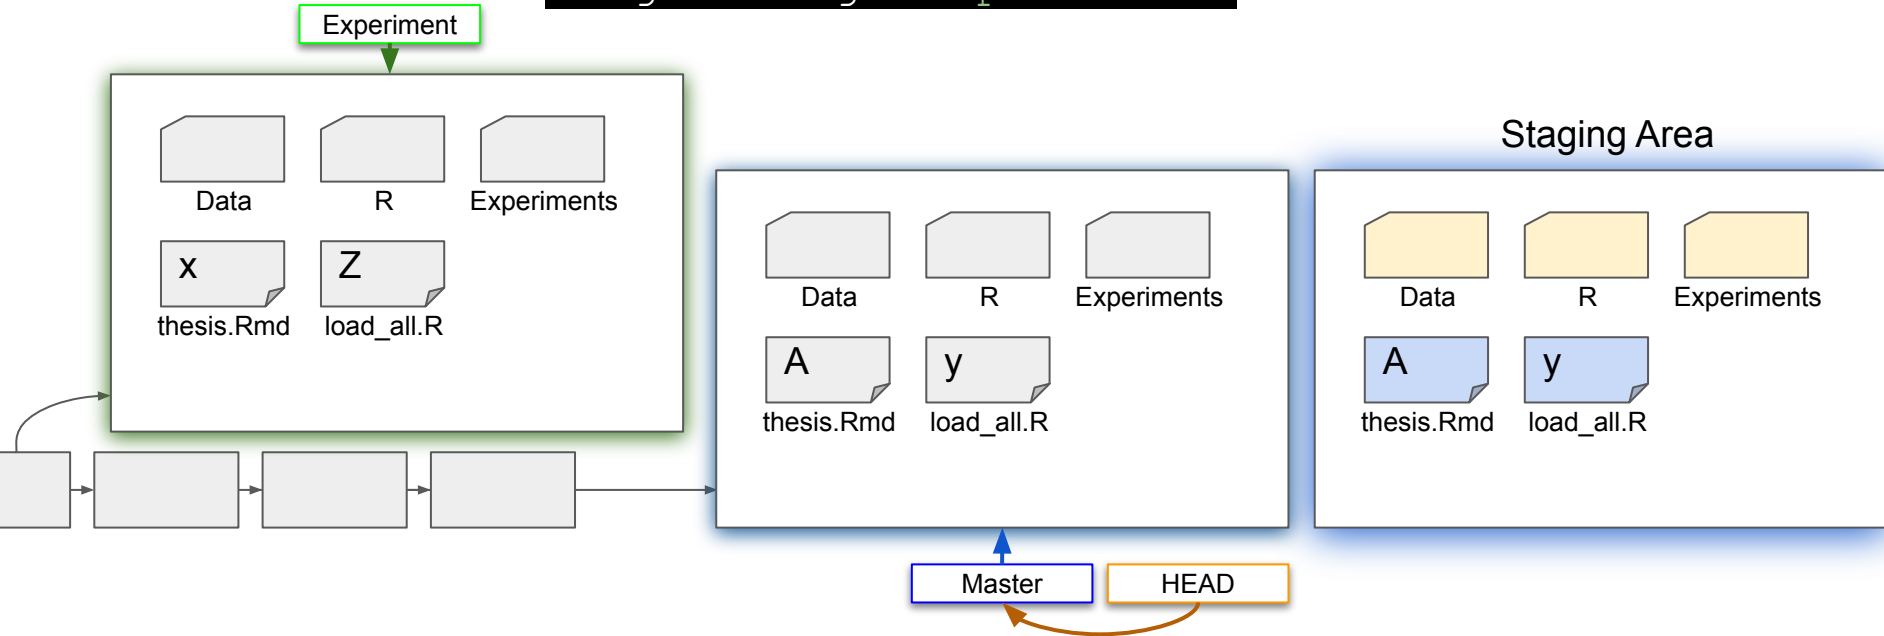 Experiment
Data
R
Experiments
x
Z
thesis.Rmd
load_all.R
Staging Area
Data
R
Experiments
A
y
thesis.Rmd
load_all.R
Data
R
Experiments
A
y
thesis.Rmd
load_all.R
Master
HEAD